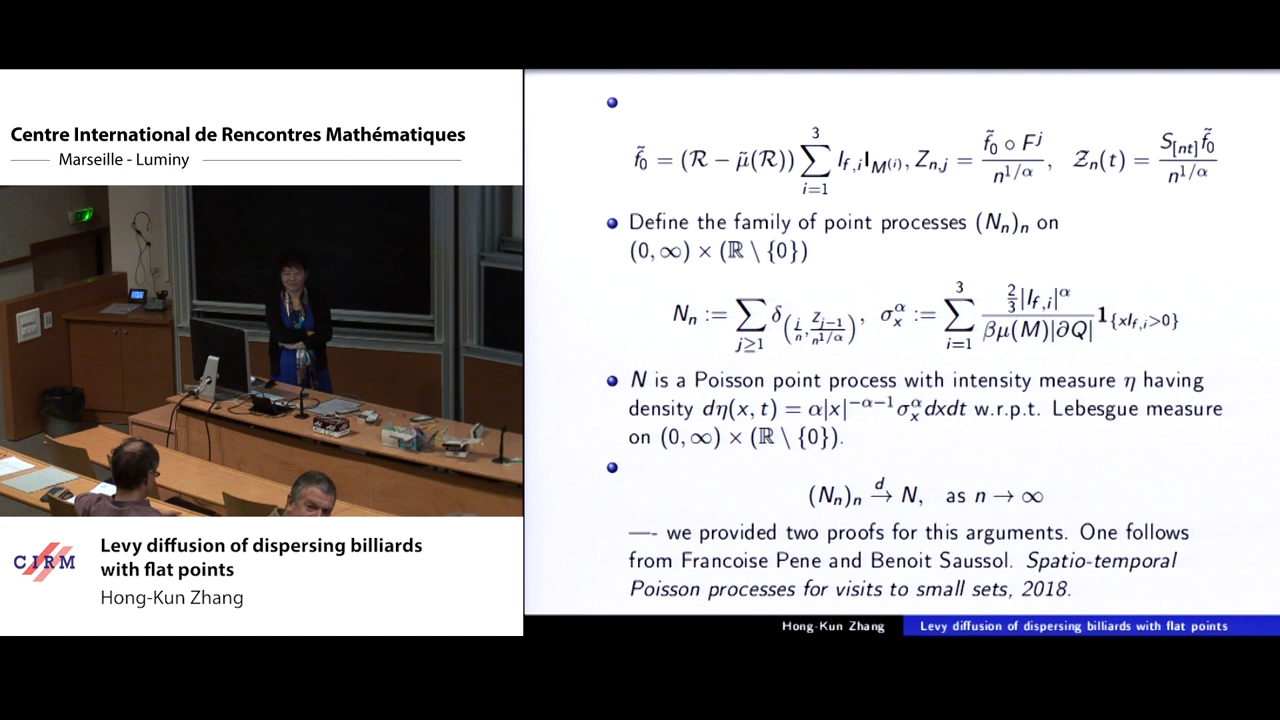 Centre International de Rencontres Mathématiques
Marseille - Luminy
CIRM
Levy diffusion of dispersing billiards
with flat points
Hong-Kun Zhang
f̃₀ = (ℛ − μ̃(ℛ)) ∑_{i=1}^{3} I_{f,i} 𝐈_{M^{(i)}}, Z_{n,j} = f̃₀ ∘ F^j / n^{1/α}, 𝒵_n(t) = S_{[nt]} f̃₀ / n^{1/α}
Define the family of point processes (N_n)_n on
(0, ∞) × (ℝ \ {0})
N_n := ∑_{j≥1} δ_{(i/n, Z_{j−1}/n^{1/α})}, σ_x^α := ∑_{i=1}^{3} (2/3 |I_{f,i}|^α) / (βμ(M)|∂Q|) 𝟏_{{xI_{f,i}>0}}
N is a Poisson point process with intensity measure η having
density dη(x, t) = α|x|^{−α−1} σ_x^α dxdt w.r.p.t. Lebesgue measure
on (0, ∞) × (ℝ \ {0}).
(N_n)_n →^d N, as n → ∞
—- we provided two proofs for this arguments. One follows
from Francoise Pene and Benoit Saussol. Spatio-temporal
Poisson processes for visits to small sets, 2018.
Hong-Kun Zhang Levy diffusion of dispersing billiards with flat points